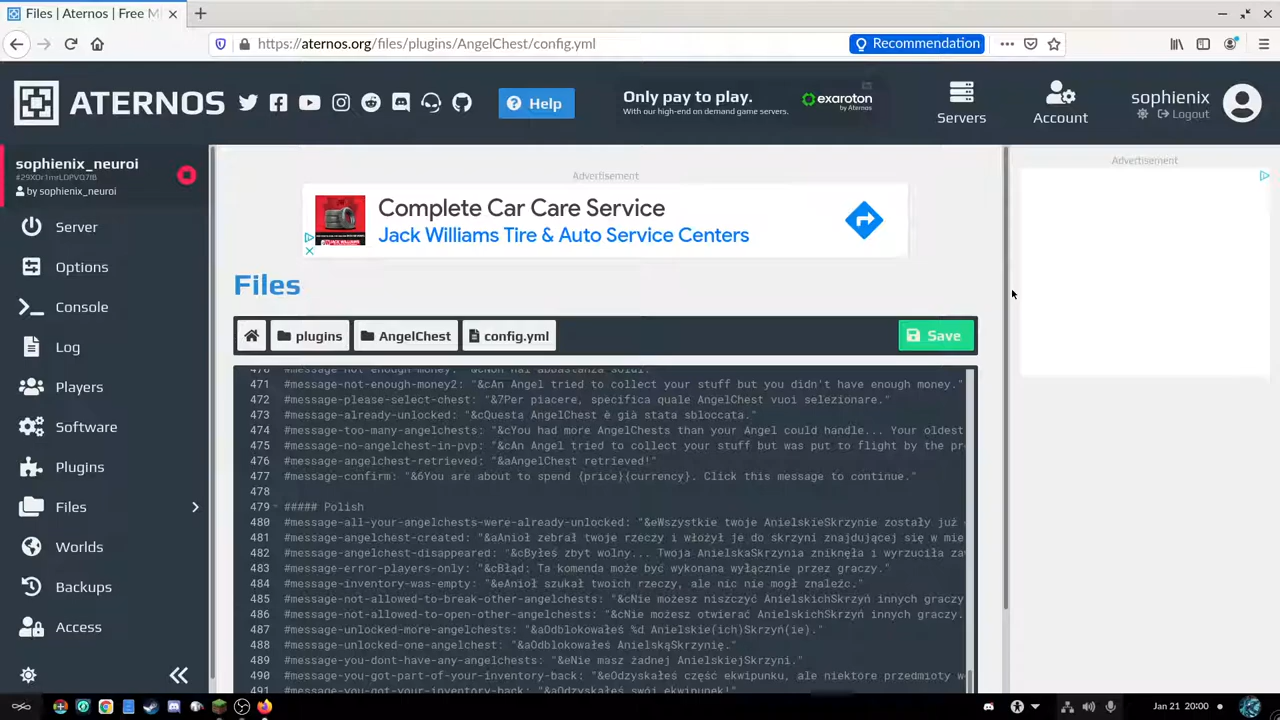 Files | Aternos | Free M
https://aternos.org/files/plugins/AngelChest/config.yml
Recommendation
ATERNOS
Help
Only pay to play.
With our high-end on demand game servers.
exaroton
by Aternos
Servers
Account
sophienix
Logout
sophienix_neuroi
by sophienix_neuroi
Server
Options
Console
Log
Players
Software
Plugins
Files
Worlds
Backups
Access
Advertisement
Complete Car Care Service
Jack Williams Tire & Auto Service Centers
Advertisement
Files
plugins
AngelChest
config.yml
Save
471 #message-not-enough-money2: "&cAn Angel tried to collect your stuff but you didn't have enough money."
472 #message-please-select-chest: "&7Per piacere, specifica quale AngelChest vuoi selezionare."
473 #message-already-unlocked: "&cQuesta AngelChest è già stata sbloccata."
474 #message-too-many-angelchests: "&cYou had more AngelChests than your Angel could handle... Your oldest
475 #message-no-angelchest-in-pvp: "&cAn Angel tried to collect your stuff but was put to flight by the pr
476 #message-angelchest-retrieved: "&aAngelChest retrieved!"
477 #message-confirm: "&6You are about to spend {price}{currency}. Click this message to continue."
478
479 ##### Polish
480 #message-all-your-angelchests-were-already-unlocked: "&eWszystkie twoje AnielskieSkrzynie zostały już
481 #message-angelchest-created: "&aAnioł zebrał twoje rzeczy i włożył je do skrzyni znajdującej się w mie
482 #message-angelchest-disappeared: "&cByłeś zbyt wolny... Twoja AnielskaSkrzynia zniknęła i wyrzuciła za
483 #message-error-players-only: "&cBłąd: Ta komenda może być wykonana wyłącznie przez graczy."
484 #message-inventory-was-empty: "&eAnioł szukał twoich rzeczy, ale nic nie mogł znaleźc."
485 #message-not-allowed-to-break-other-angelchests: "&cNie możesz niszczyć AnielskichSkrzyń innych graczy
486 #message-not-allowed-to-open-other-angelchests: "&cNie możesz otwierać AnielskichSkrzyń innych graczy.
487 #message-unlocked-more-angelchests: "&aOdblokowałeś %d Anielskie(ich)Skrzyń(ie)."
488 #message-unlocked-one-angelchest: "&aOdblokowałeś AnielskąSkrzynię."
489 #message-you-dont-have-any-angelchests: "&eNie masz żadnej AnielskiejSkrzyni."
490 #message-you-got-part-of-your-inventory-back: "&eOdzyskałeś część ekwipunku, ale niektore przedmioty w
491 #message-you-got-your-inventory-back: "&aOdzyskałeś swój ekwipunek!"
Jan 21 20:00